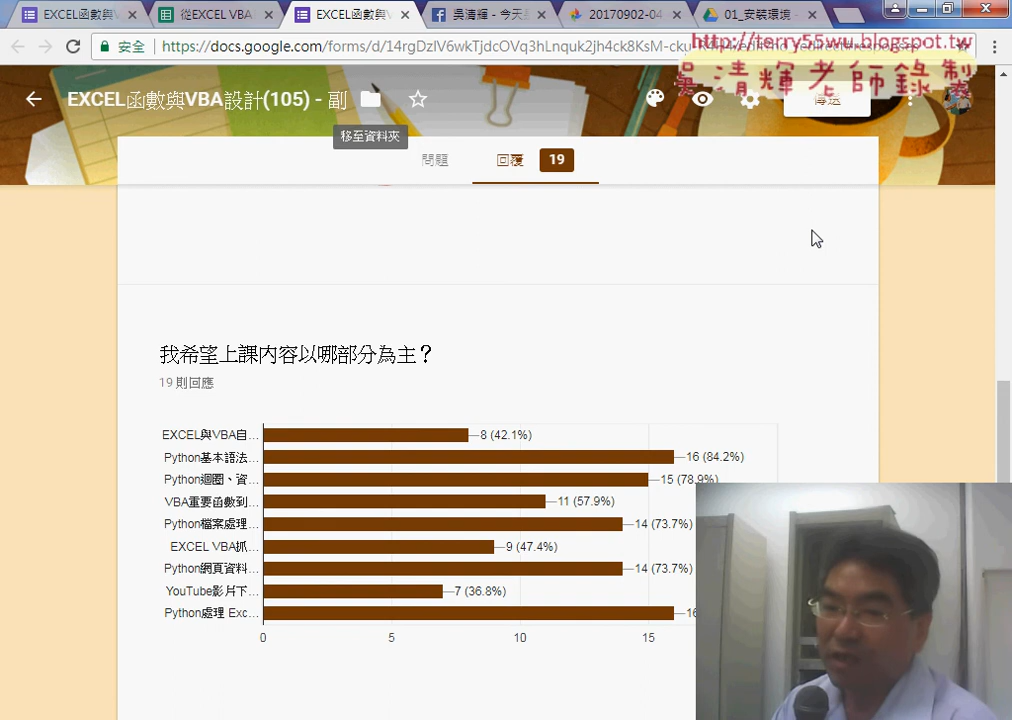 EXCEL函數與V
從EXCEL VBA
EXCEL函數與V
吳清輝 - 今天是
20170902-04
01_安裝環境 -
安全
https://docs.google.com/forms/d/14rgDzIV6wkTjdcOVq3hLnquk2jh4ck8KsM-cku
http://terry55wu.blogspot.tw
吳清輝老師錄製
EXCEL函數與VBA設計(105) - 副
傳送
移至資料夾
問題
回覆
19
我希望上課內容以哪部分為主？
19 則回應
EXCEL與VBA自...
8 (42.1%)
Python基本語法...
16 (84.2%)
Python迴圈、資...
15 (78.9%)
VBA重要函數到...
11 (57.9%)
Python檔案處理...
14 (73.7%)
EXCEL VBA抓...
9 (47.4%)
Python網頁資料...
14 (73.7%)
YouTube影片下...
7 (36.8%)
Python處理 Exc...
16
0 5 10 15